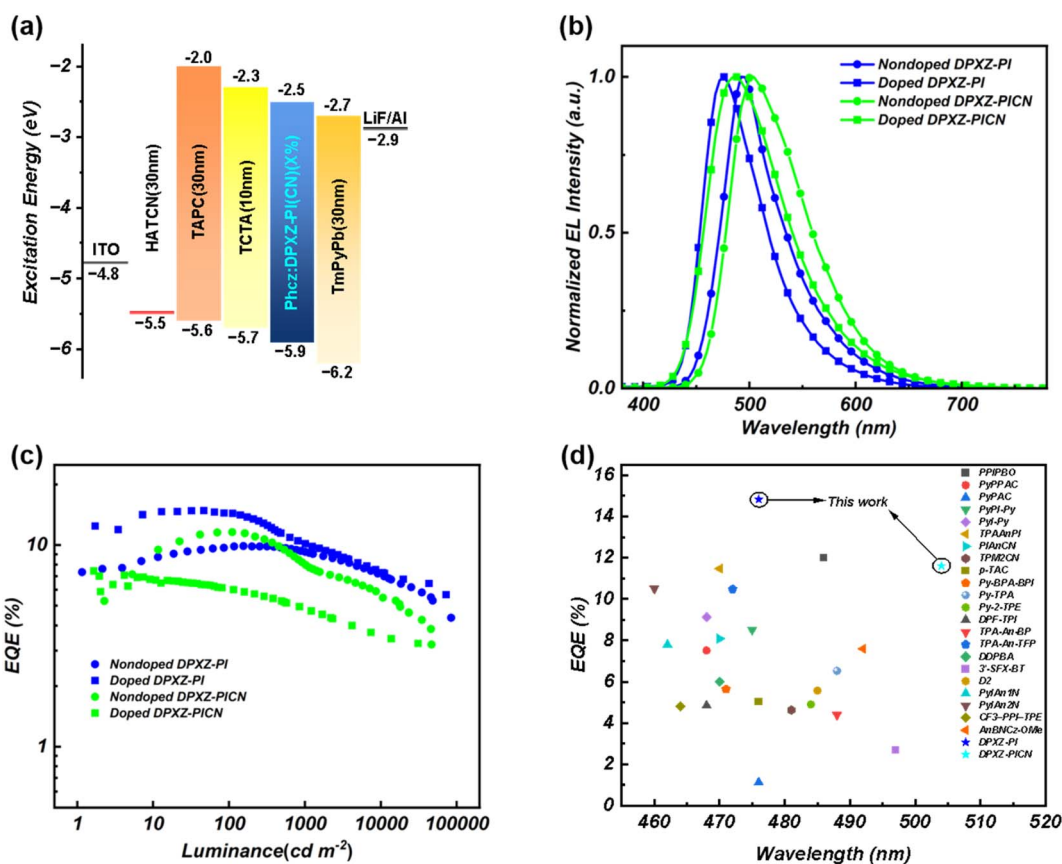 (a)
Excitation Energy (eV)
−2
−3
−4
−5
−6
ITO
−4.8
HATCN(30nm)
−5.5
-2.0
TAPC(30nm)
−5.6
-2.3
TCTA(10nm)
−5.7
-2.5
Phcz:DPXZ-PI(CN)(X%)
−5.9
-2.7
TmPyPb(30nm)
−6.2
LiF/Al
−2.9
(b)
Normalized EL Intensity (a.u.)
1.0
0.5
0.0
400 500 600 700
Wavelength (nm)
Nondoped DPXZ-PI
Doped DPXZ-PI
Nondoped DPXZ-PICN
Doped DPXZ-PICN
(c)
EQE (%)
10
1
1 10 100 1000 10000 100000
Luminance(cd m-2)
Nondoped DPXZ-PI
Doped DPXZ-PI
Nondoped DPXZ-PICN
Doped DPXZ-PICN
(d)
EQE (%)
16
14
12
10
8
6
4
2
0
460 470 480 490 500 510 520
Wavelength (nm)
This work
PPIPBO
PyPPAC
PyPAC
PyPI-Py
PyI-Py
TPAAnPI
PIAnCN
TPM2CN
p-TAC
Py-BPA-BPI
Py-TPA
Py-2-TPE
DPF-TPI
TPA-An-BP
TPA-An-TFP
DDPBA
3'-SFX-BT
D2
PyIAn1N
PyIAn2N
CF3-PPI-TPE
AnBNCz-OMe
DPXZ-PI
DPXZ-PICN